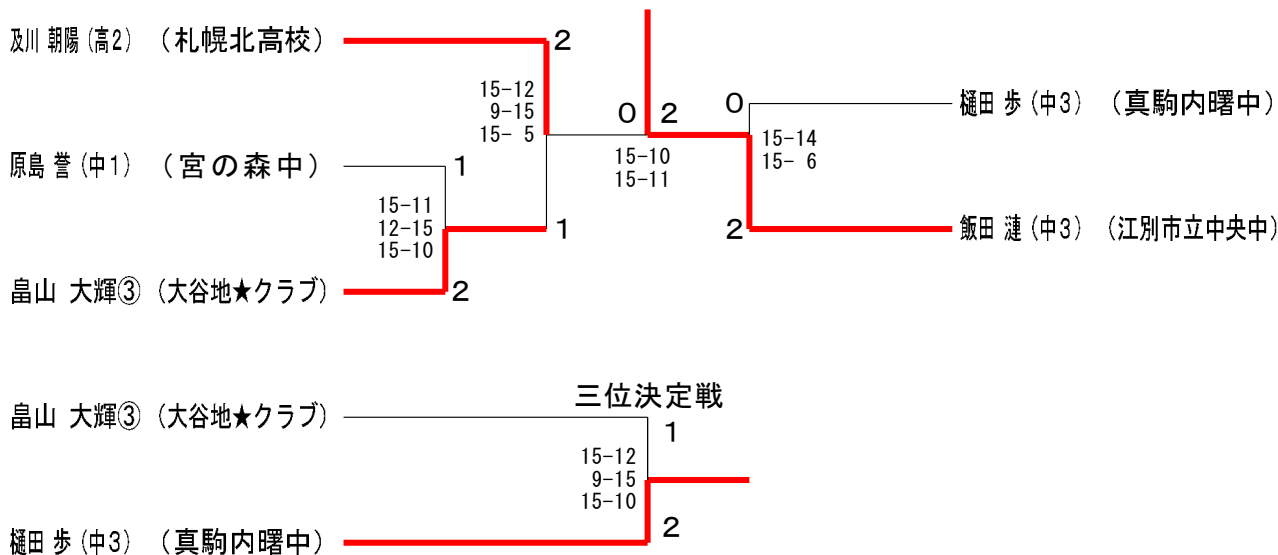 及川 朝陽(高2) (札幌北高校)
2
15-12
9-15
15- 5
0
2
15-10
15-11
0
樋田 歩(中3) (真駒内曙中)
15-14
15- 6
原島 誉(中1) (宮の森中)
1
15-11
12-15
15-10
1
2
飯田 漣(中3) (江別市立中央中)
畠山 大輝③ (大谷地★クラブ)
2
三位決定戦
畠山 大輝③ (大谷地★クラブ)
1
15-12
9-15
15-10
樋田 歩(中3) (真駒内曙中)
2